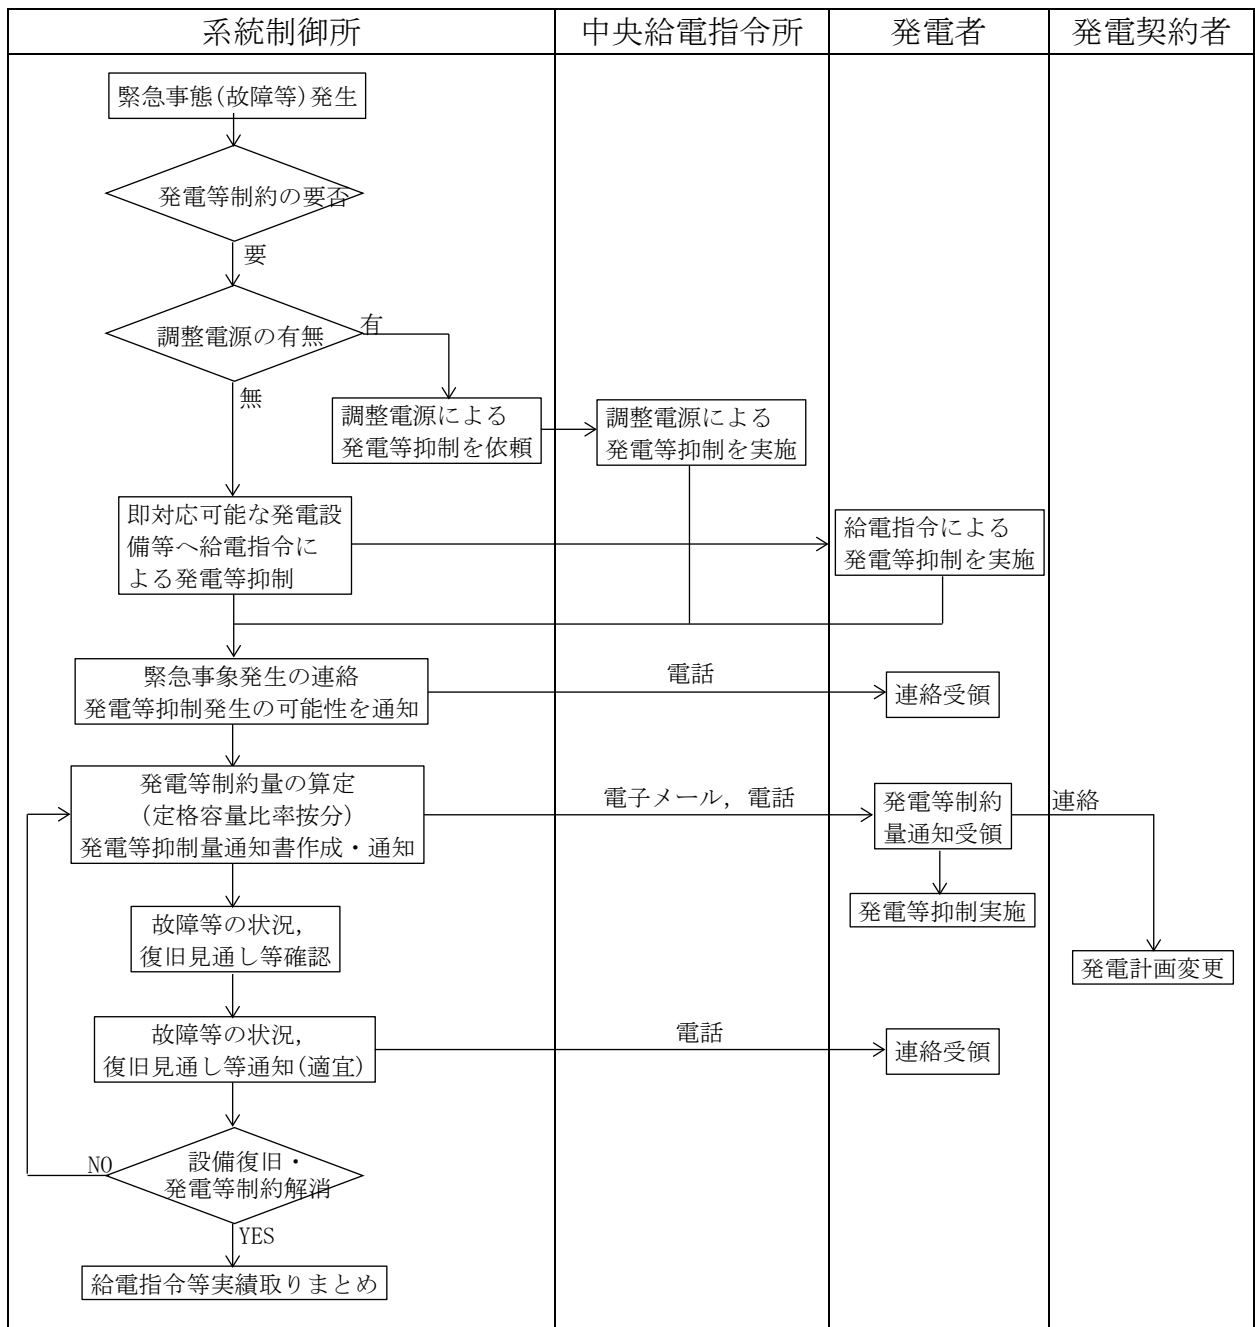 系統制御所
中央給電指令所
発電者
発電契約者
緊急事態(故障等)発生
発電等制約の要否
要
調整電源の有無
有
無
調整電源による
発電等抑制を依頼
調整電源による
発電等抑制を実施
即対応可能な発電設
備等へ給電指令に
よる発電等抑制
給電指令による
発電等抑制を実施
緊急事象発生の連絡
発電等抑制発生の可能性を通知
電話
連絡受領
発電等制約量の算定
(定格容量比率按分)
発電等抑制量通知書作成・通知
電子メール，電話
発電等制約
量通知受領
連絡
発電等抑制実施
故障等の状況，
復旧見通し等確認
発電計画変更
故障等の状況，
復旧見通し等通知(適宜)
電話
連絡受領
NO
設備復旧・
発電等制約解消
YES
給電指令等実績取りまとめ